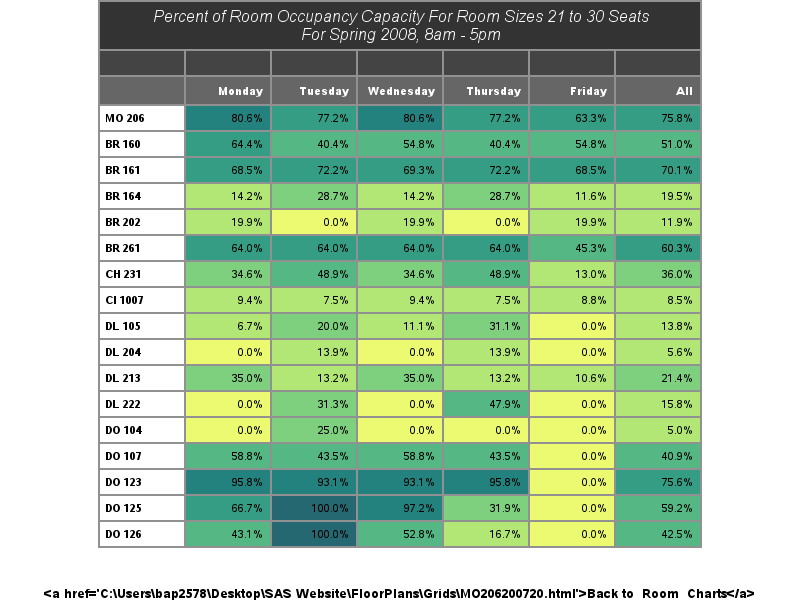 Percent of Room Occupancy Capacity For Room Sizes 21 to 30 Seats
For Spring 2008, 8am - 5pm
Monday Tuesday Wednesday Thursday Friday All
MO 206 80.6% 77.2% 80.6% 77.2% 63.3% 75.8%
BR 160 64.4% 40.4% 54.8% 40.4% 54.8% 51.0%
BR 161 68.5% 72.2% 69.3% 72.2% 68.5% 70.1%
BR 164 14.2% 28.7% 14.2% 28.7% 11.6% 19.5%
BR 202 19.9% 0.0% 19.9% 0.0% 19.9% 11.9%
BR 261 64.0% 64.0% 64.0% 64.0% 45.3% 60.3%
CH 231 34.6% 48.9% 34.6% 48.9% 13.0% 36.0%
CI 1007 9.4% 7.5% 9.4% 7.5% 8.8% 8.5%
DL 105 6.7% 20.0% 11.1% 31.1% 0.0% 13.8%
DL 204 0.0% 13.9% 0.0% 13.9% 0.0% 5.6%
DL 213 35.0% 13.2% 35.0% 13.2% 10.6% 21.4%
DL 222 0.0% 31.3% 0.0% 47.9% 0.0% 15.8%
DO 104 0.0% 25.0% 0.0% 0.0% 0.0% 5.0%
DO 107 58.8% 43.5% 58.8% 43.5% 0.0% 40.9%
DO 123 95.8% 93.1% 93.1% 95.8% 0.0% 75.6%
DO 125 66.7% 100.0% 97.2% 31.9% 0.0% 59.2%
DO 126 43.1% 100.0% 52.8% 16.7% 0.0% 42.5%
<a href='C:\Users\bap2578\Desktop\SAS Website\FloorPlans\Grids\MO206200720.html'>Back to Room Charts</a>